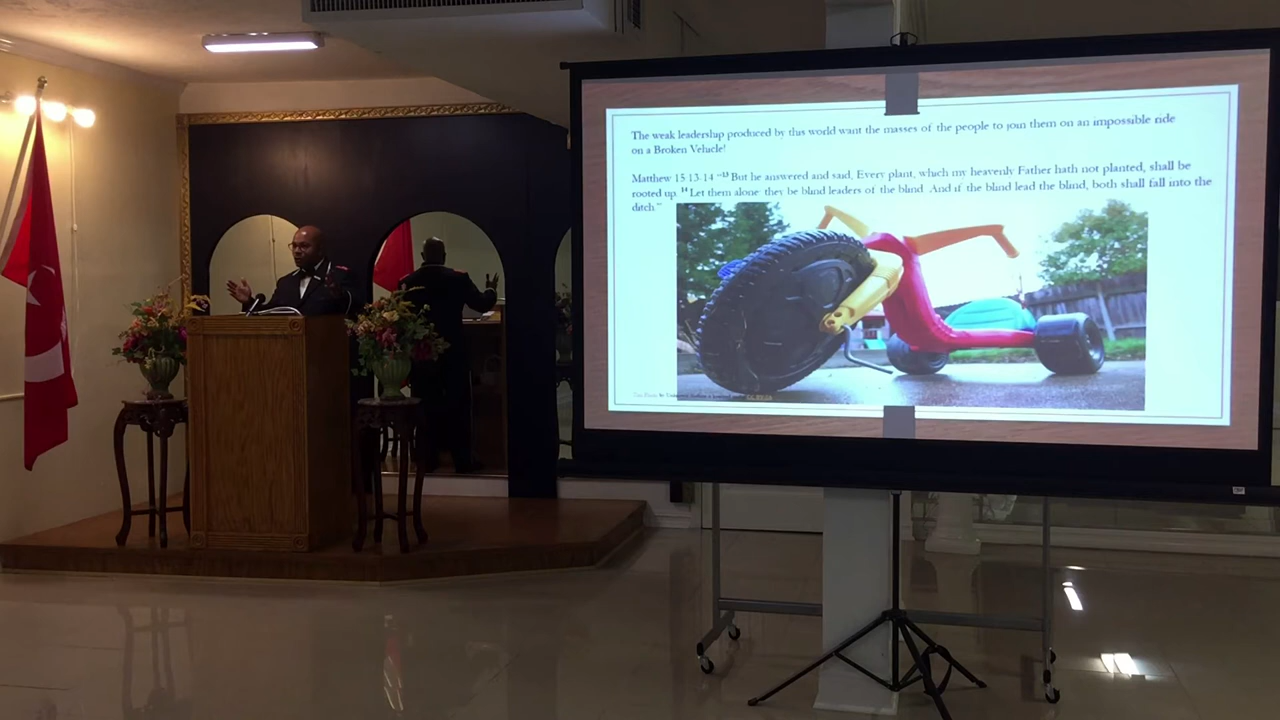 The weak leadership produced by this world want the masses of the people to join them on an impossible ride
on a Broken Vehicle!
Matthew 15:13-14 "13 But he answered and said, Every plant, which my heavenly Father hath not planted, shall be
rooted up. 14 Let them alone: they be blind leaders of the blind. And if the blind lead the blind, both shall fall into the
ditch."